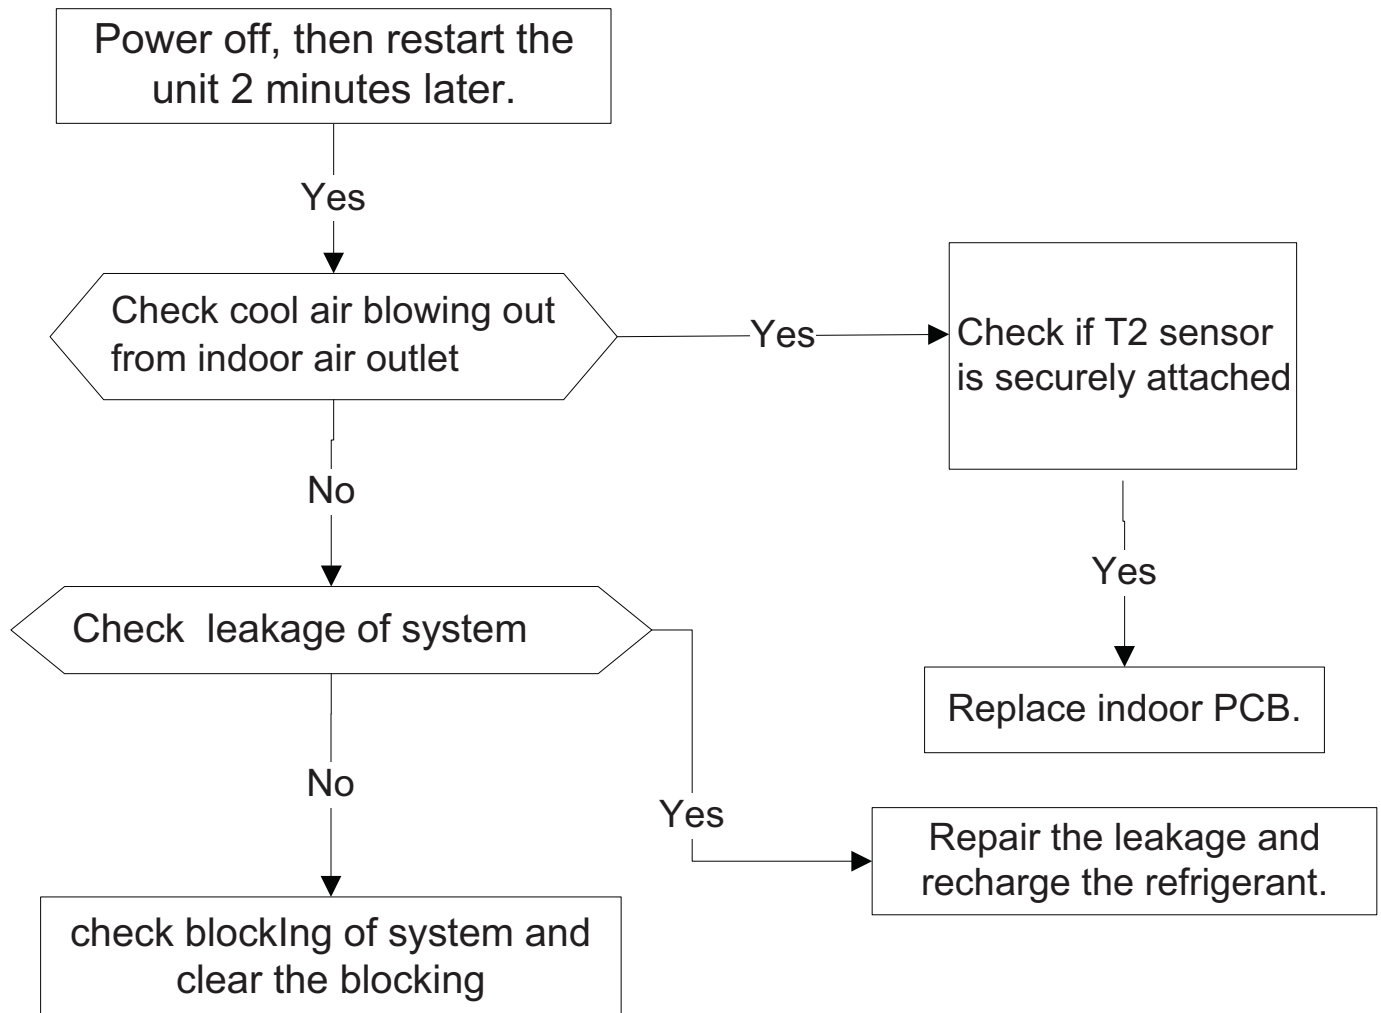 Power off, then restart the
unit 2 minutes later.
Yes
Check cool air blowing out
from indoor air outlet
Yes
Check if T2 sensor
is securely attached
No
Yes
Check leakage of system
Replace indoor PCB.
No
Yes
Repair the leakage and
recharge the refrigerant.
check blockIng of system and
clear the blocking